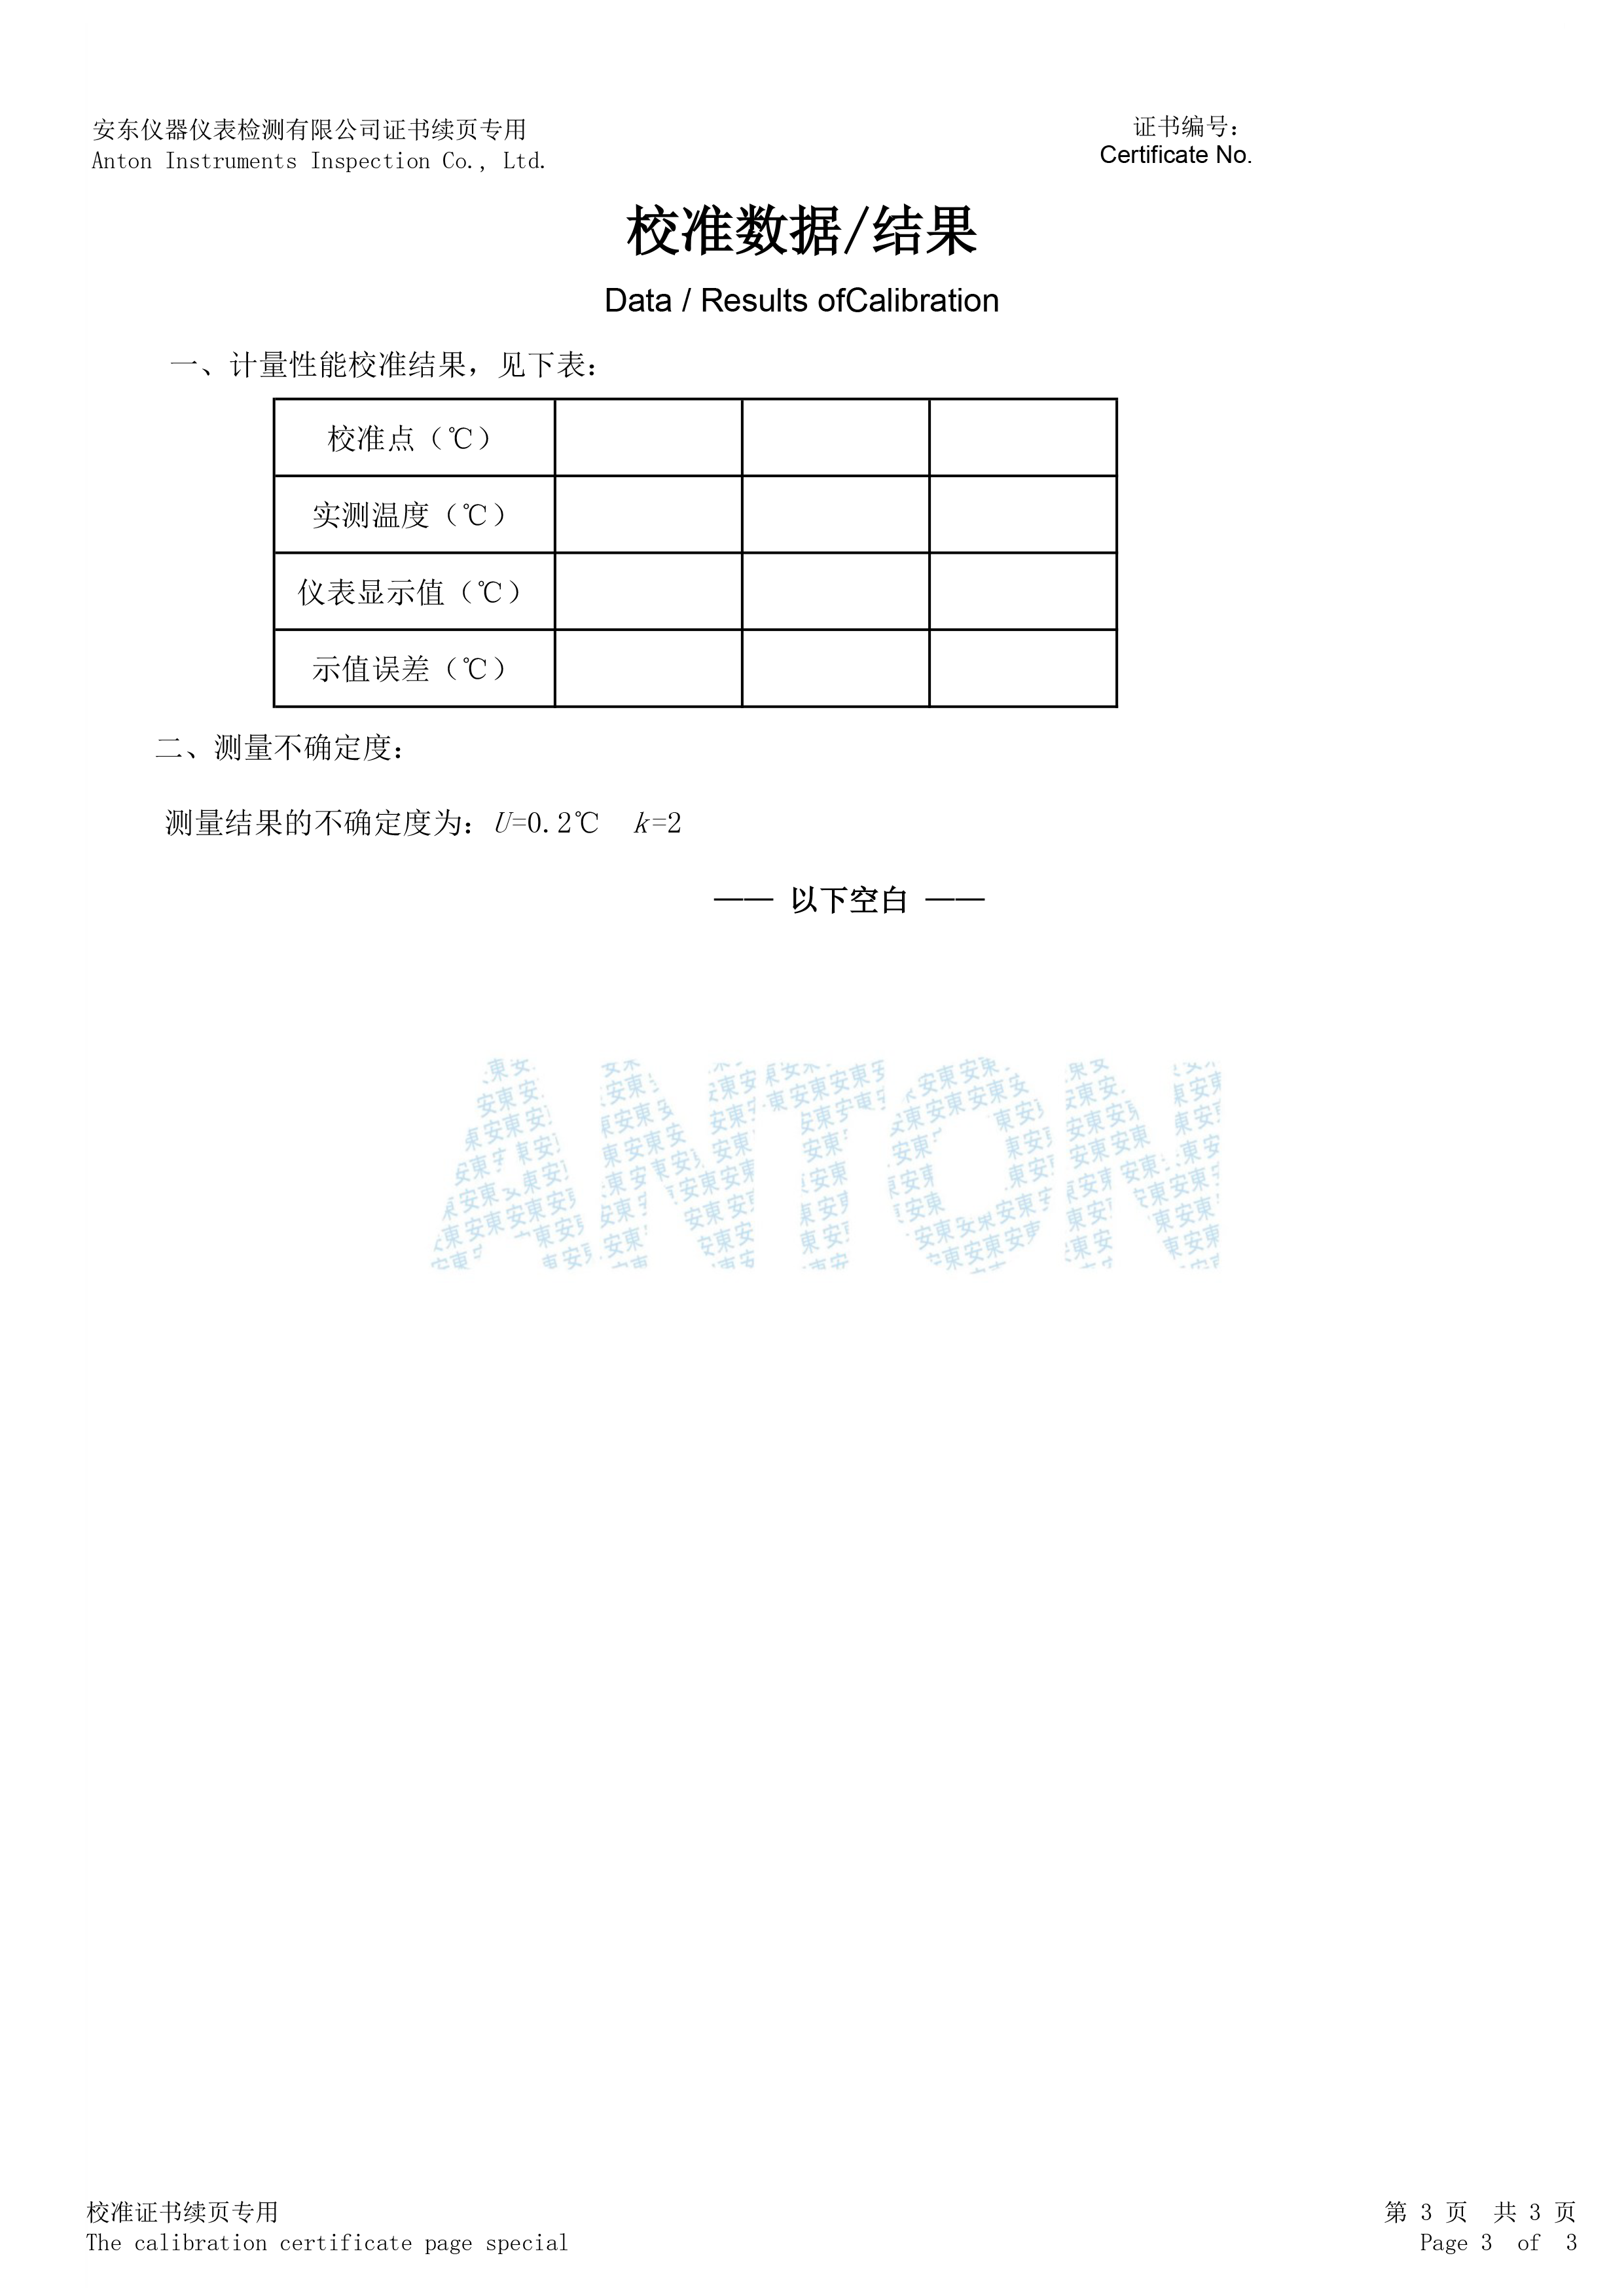 安东仪器仪表检测有限公司证书续页专用
证书编号：
Anton Instruments Inspection Co., Ltd.
Certificate No.
校准数据/结果
Data / Results ofCalibration
一、计量性能校准结果，见下表：
校准点（℃）
实测温度（℃）
仪表显示值（℃）
示值误差（℃）
二、测量不确定度：
测量结果的不确定度为：U=0.2℃ k=2
—— 以下空白 ——
ANTON
校准证书续页专用
第 3 页 共 3 页
The calibration certificate page special
Page 3 of 3